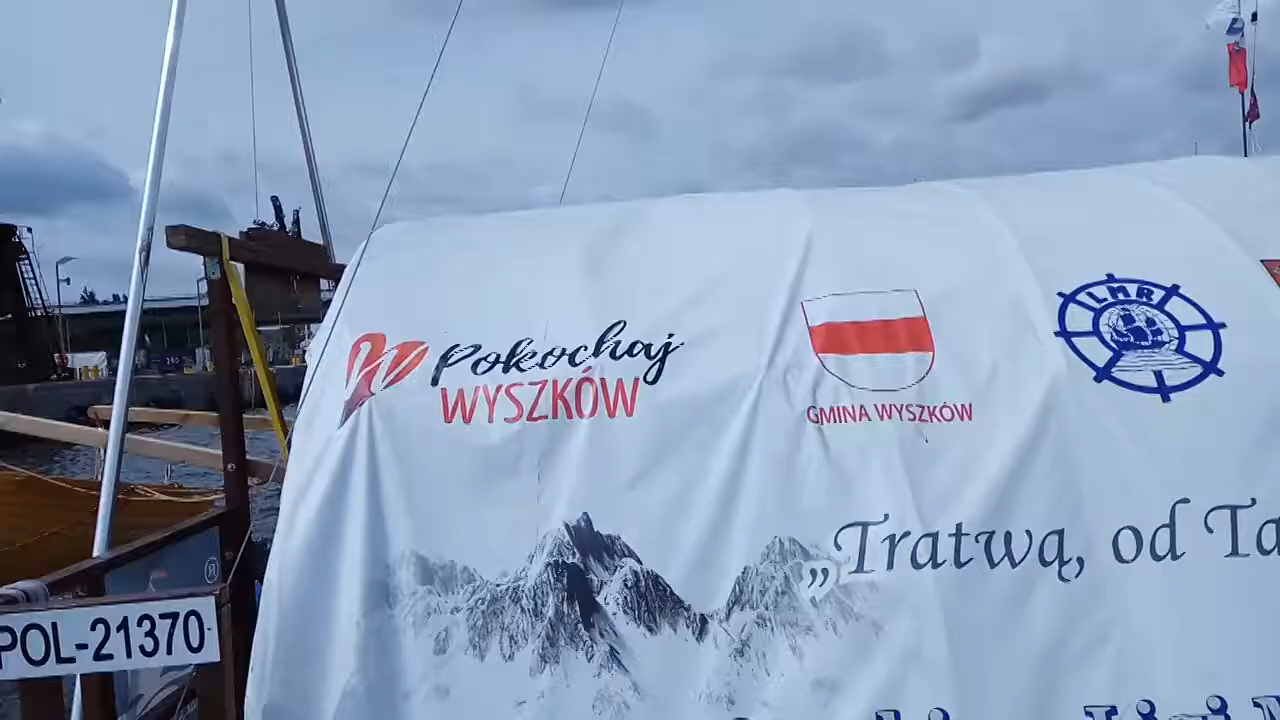 Pokochaj
WYSZKÓW
GMINA WYSZKÓW
LMR
„Tratwą, od Ta
POL-21370